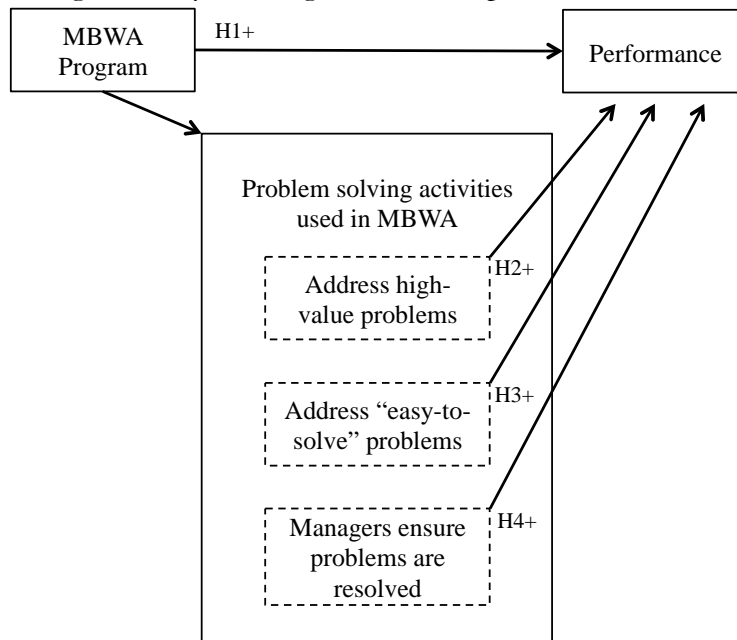 MBWA
Program
H1+
Performance
Problem solving activities
used in MBWA
Address high-
value problems
H2+
Address “easy-to-
solve” problems
H3+
Managers ensure
problems are
resolved
H4+